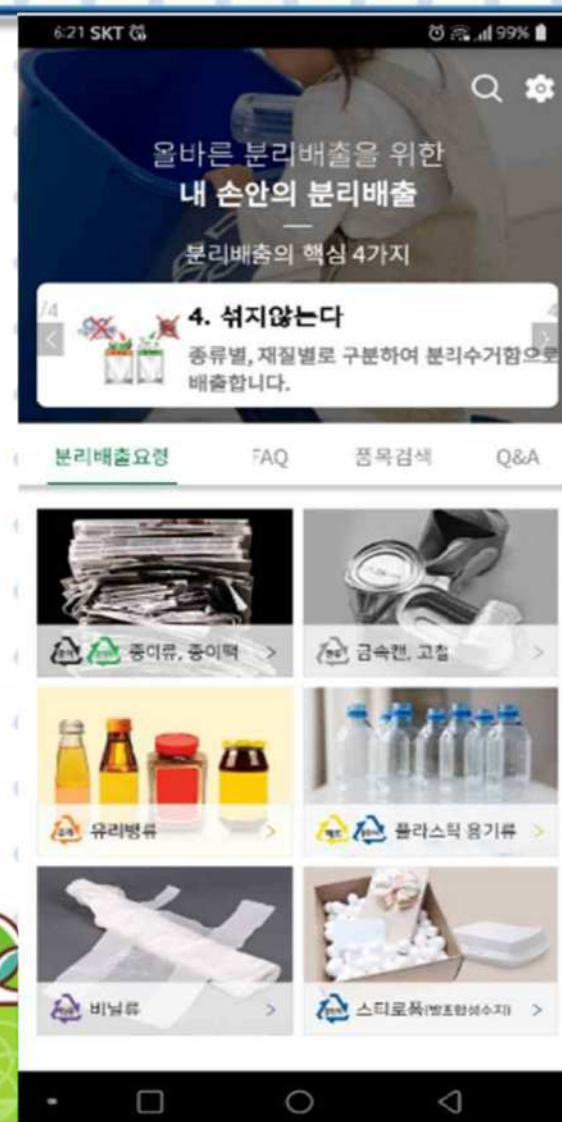 6:21 SKT
99%
올바른 분리배출을 위한
내 손안의 분리배출
분리배출의 핵심 4가지
/4
4
4. 섞지않는다
종류별, 재질별로 구분하여 분리수거함으로
배출합니다.
분리배출요령 FAQ 품목검색 Q&A
종이류, 종이팩 >
금속캔, 고철 >
유리병류 >
플라스틱 용기류 >
비닐류 >
스티로폼(발포합성수지) >